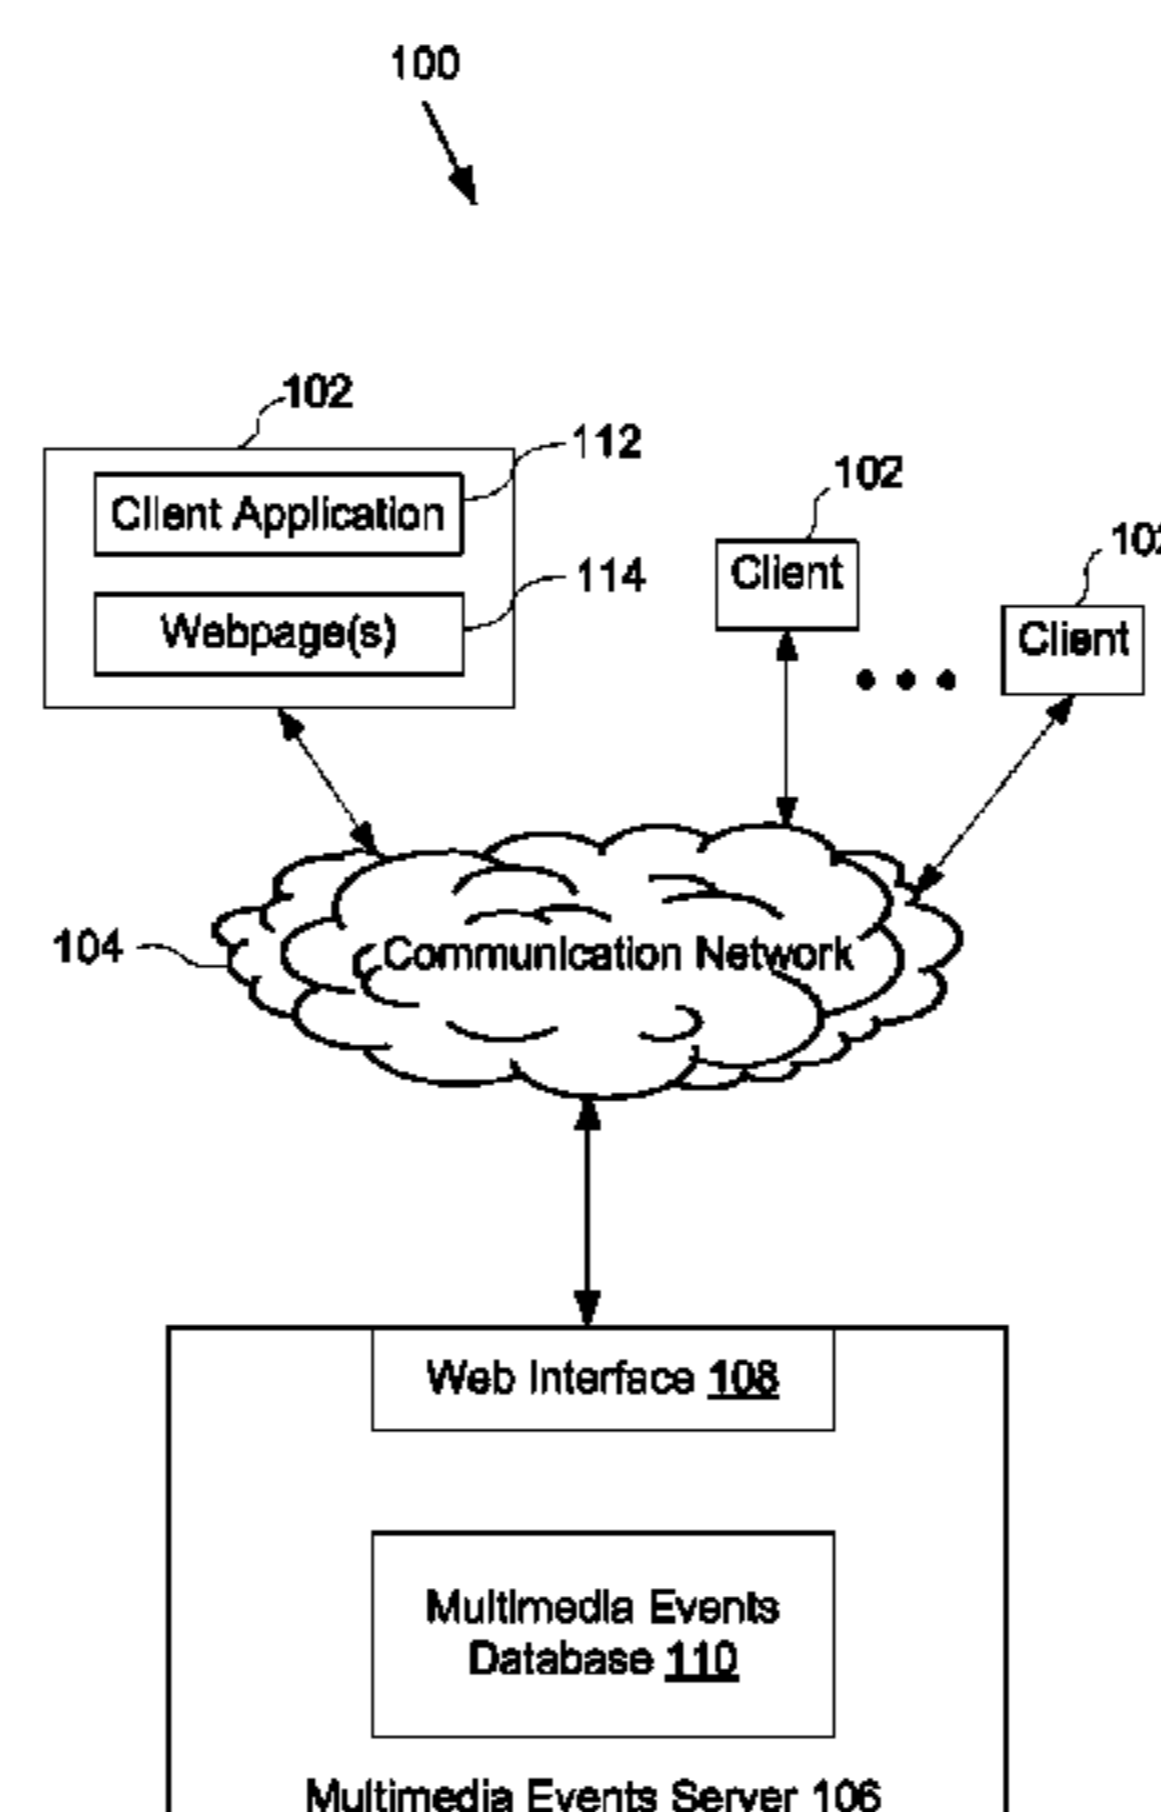 100
102
112
Client Application
114
Webpage(s)
102
Client
Client
104
Communication Network
Web Interface 108
Multimedia Events
Database 110
Multimedia Events Server 106